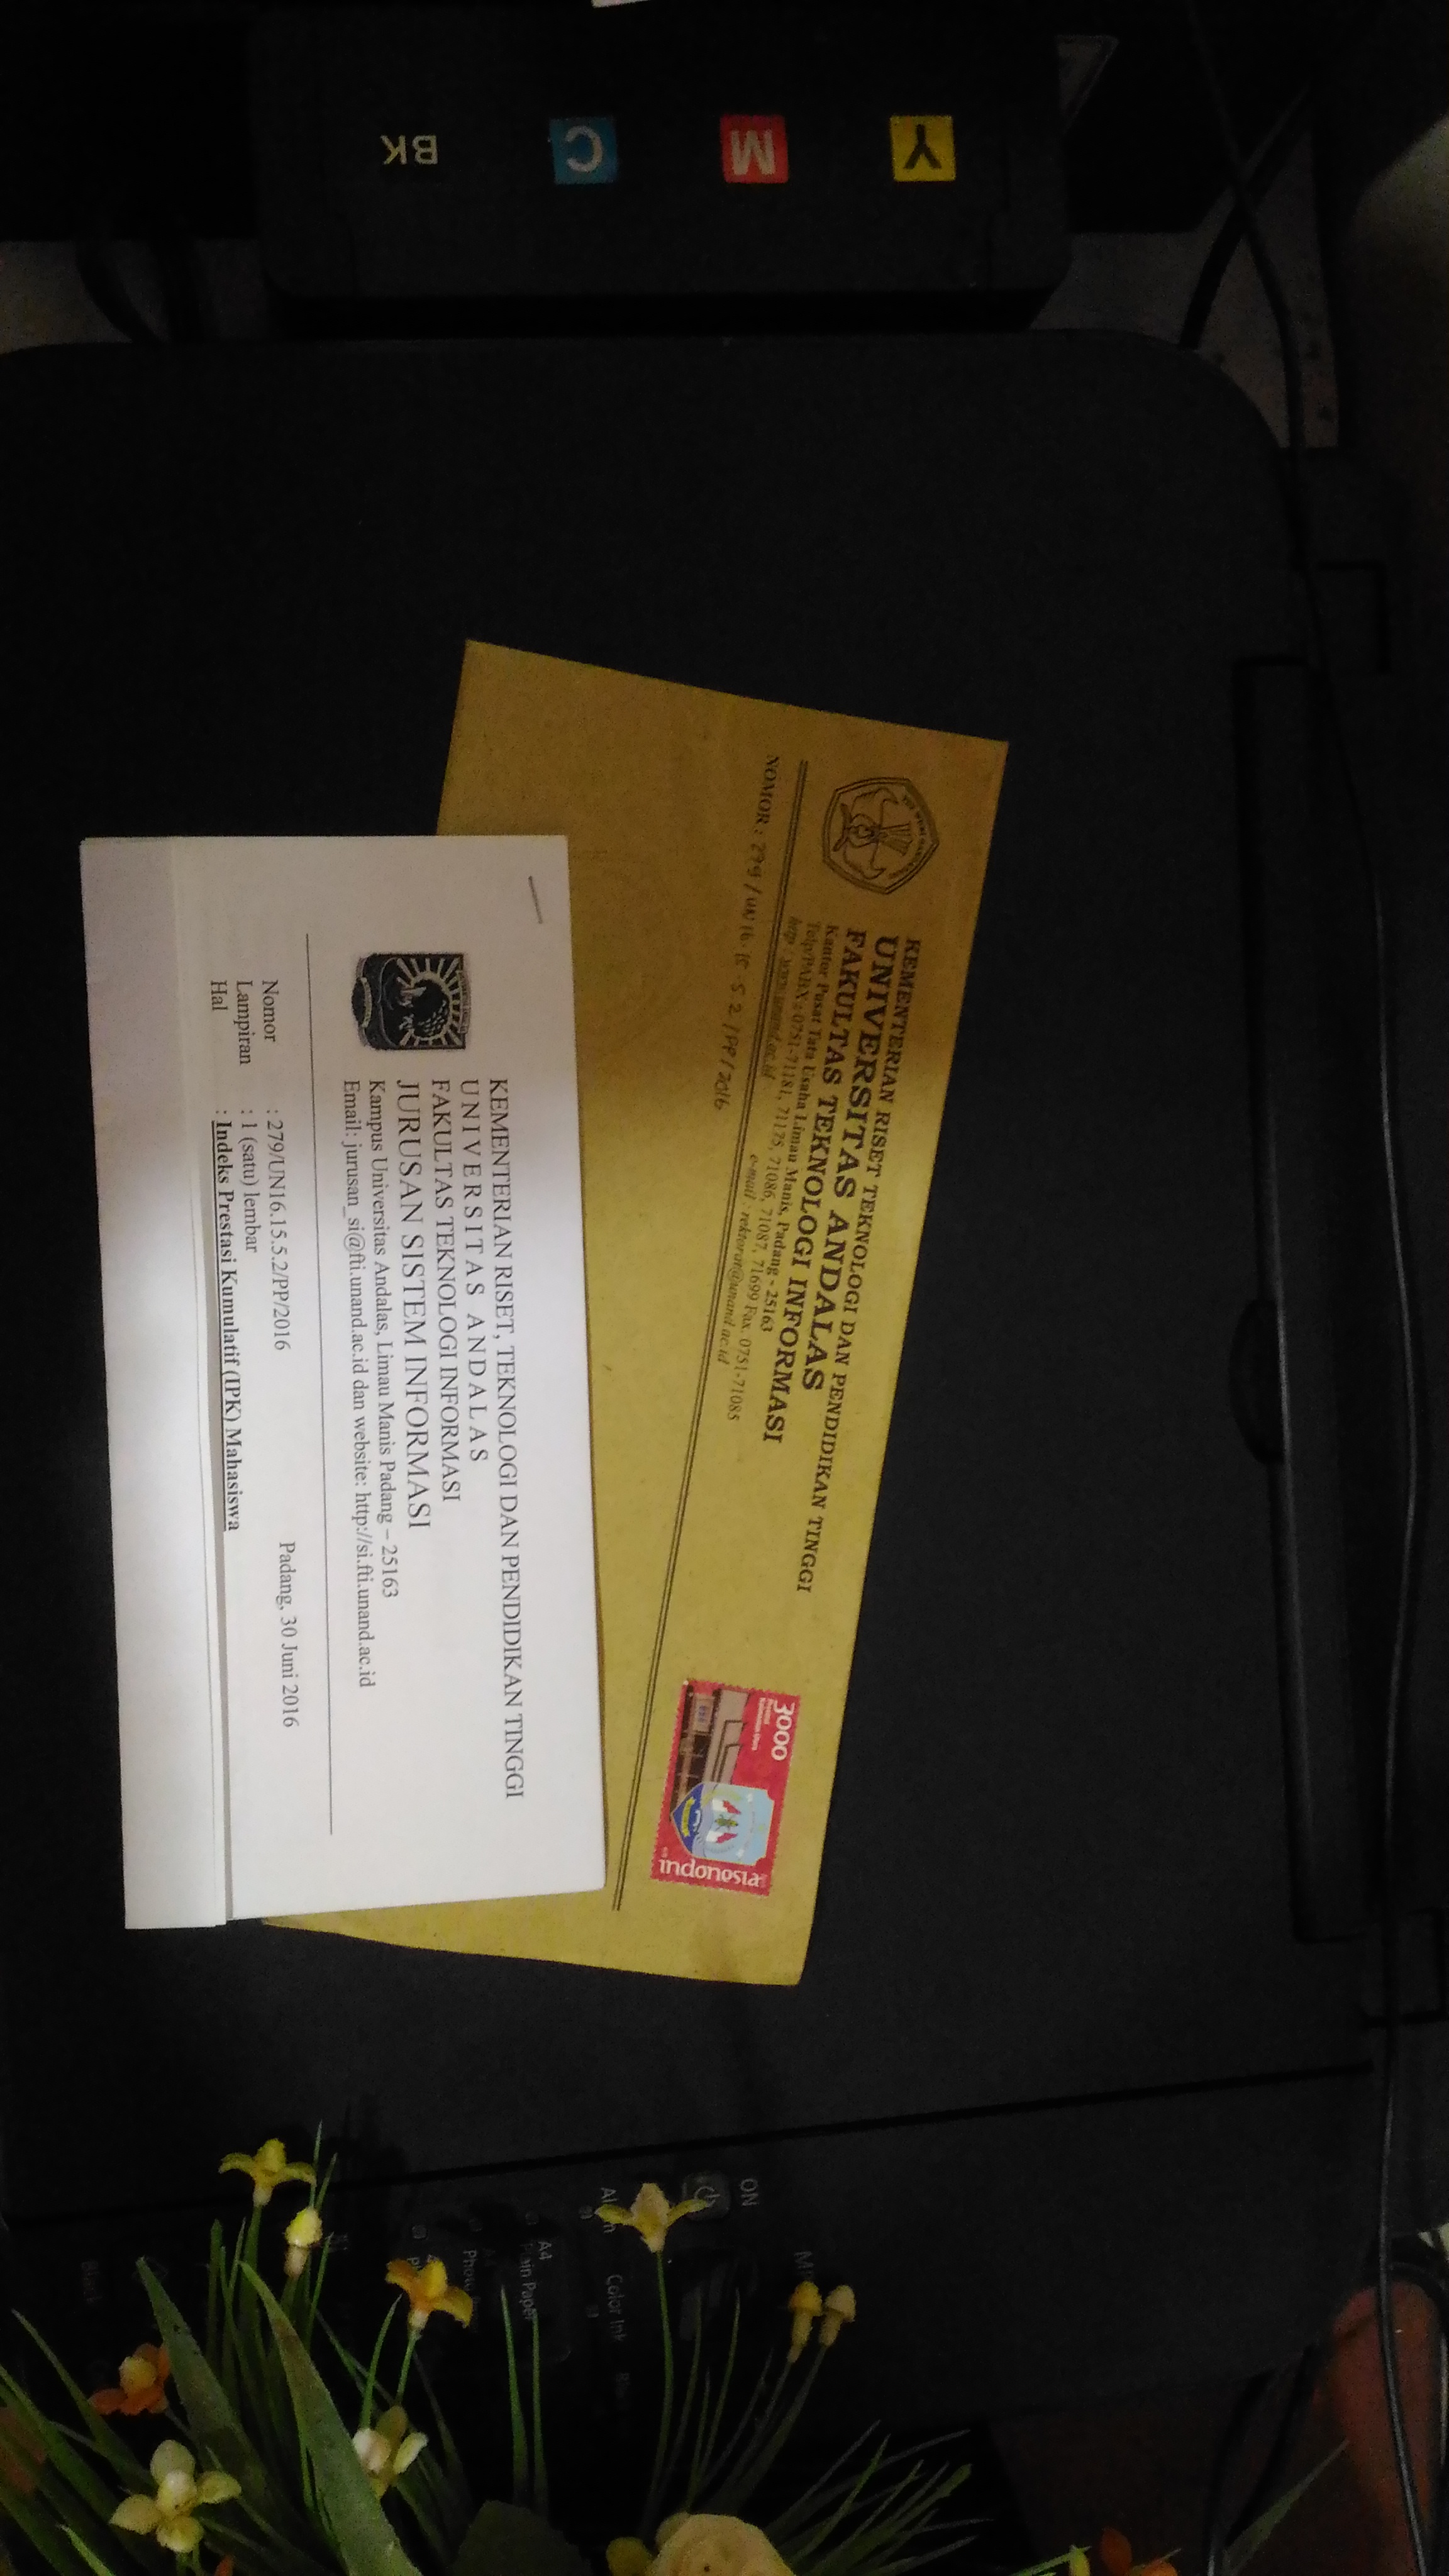 Y
M
C
BK
KEMENTERIAN RISET TEKNOLOGI DAN PENDIDIKAN TINGGI
UNIVERSITAS ANDALAS
FAKULTAS TEKNOLOGI INFORMASI
Kantor Pusat Tata Usaha Limau Manis, Padang - 25163
Telp/PABX : 0751-71181, 71175, 71086, 71087, 71699 Fax. 0751-71085
http : www.unand.ac.id e-mail : rektorat@unand.ac.id
NOMOR : 279/UN16.15.5.2/PP/2016
3000
Provinsi
Kalimantan Utara
indonesia
KEMENTERIAN RISET, TEKNOLOGI DAN PENDIDIKAN TINGGI
UNIVERSITAS ANDALAS
FAKULTAS TEKNOLOGI INFORMASI
JURUSAN SISTEM INFORMASI
Kampus Universitas Andalas, Limau Manis Padang – 25163
Email: jurusan_si@fti.unand.ac.id dan website: http://si.fti.unand.ac.id
Nomor : 279/UN16.15.5.2/PP/2016 Padang, 30 Juni 2016
Lampiran : 1 (satu) lembar
Hal : Indeks Prestasi Kumulatif (IPK) Mahasiswa
ON
Color Ink
A4
Plain Paper
Black